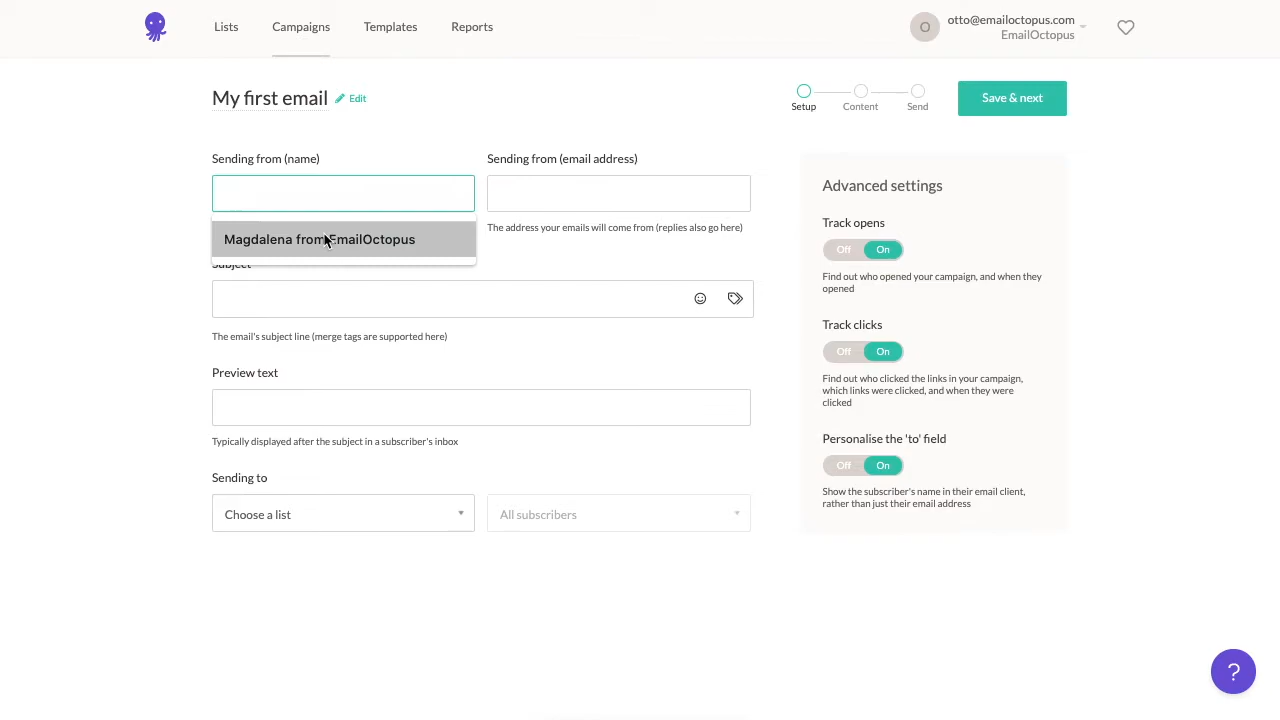 Lists
Campaigns
Templates
Reports
O
otto@emailoctopus.com
EmailOctopus
My first email
Edit
Setup
Content
Send
Save & next
Sending from (name)
Sending from (email address)
Magdalena from EmailOctopus
The address your emails will come from (replies also go here)
Subject
The email's subject line (merge tags are supported here)
Preview text
Typically displayed after the subject in a subscriber's inbox
Sending to
Choose a list
All subscribers
Advanced settings
Track opens
Off On
Find out who opened your campaign, and when they
opened
Track clicks
Off On
Find out who clicked the links in your campaign,
which links were clicked, and when they were
clicked
Personalise the 'to' field
Off On
Show the subscriber's name in their email client,
rather than just their email address
?